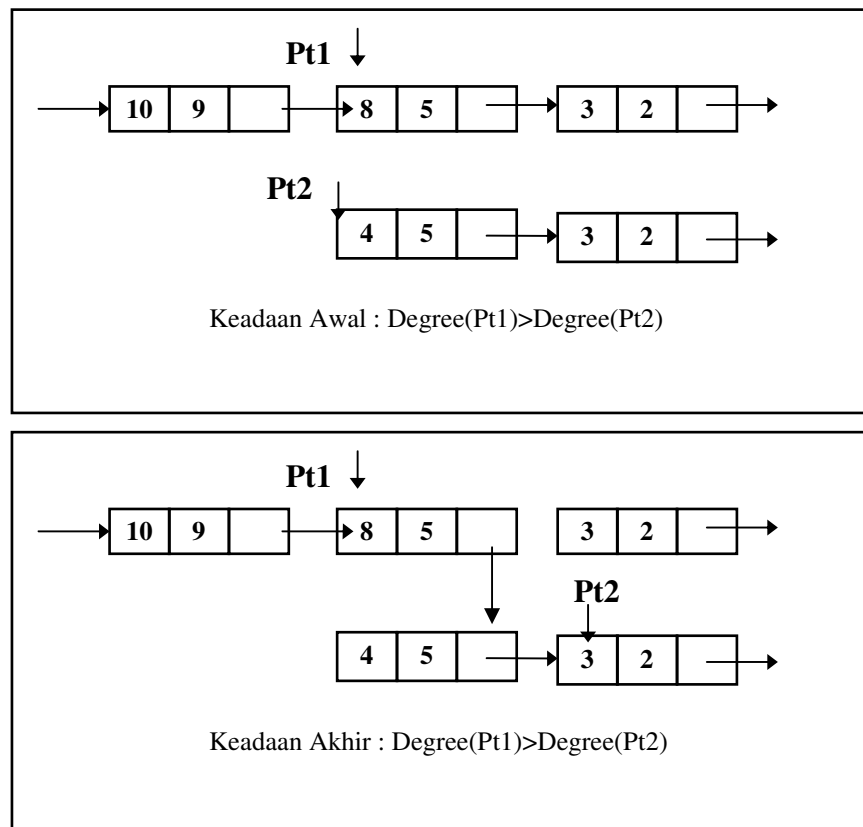 Pt1
10 9 8 5 3 2
Pt2
4 5 3 2
Keadaan Awal : Degree(Pt1)>Degree(Pt2)
Pt1
10 9 8 5 3 2
Pt2
4 5 3 2
Keadaan Akhir : Degree(Pt1)>Degree(Pt2)